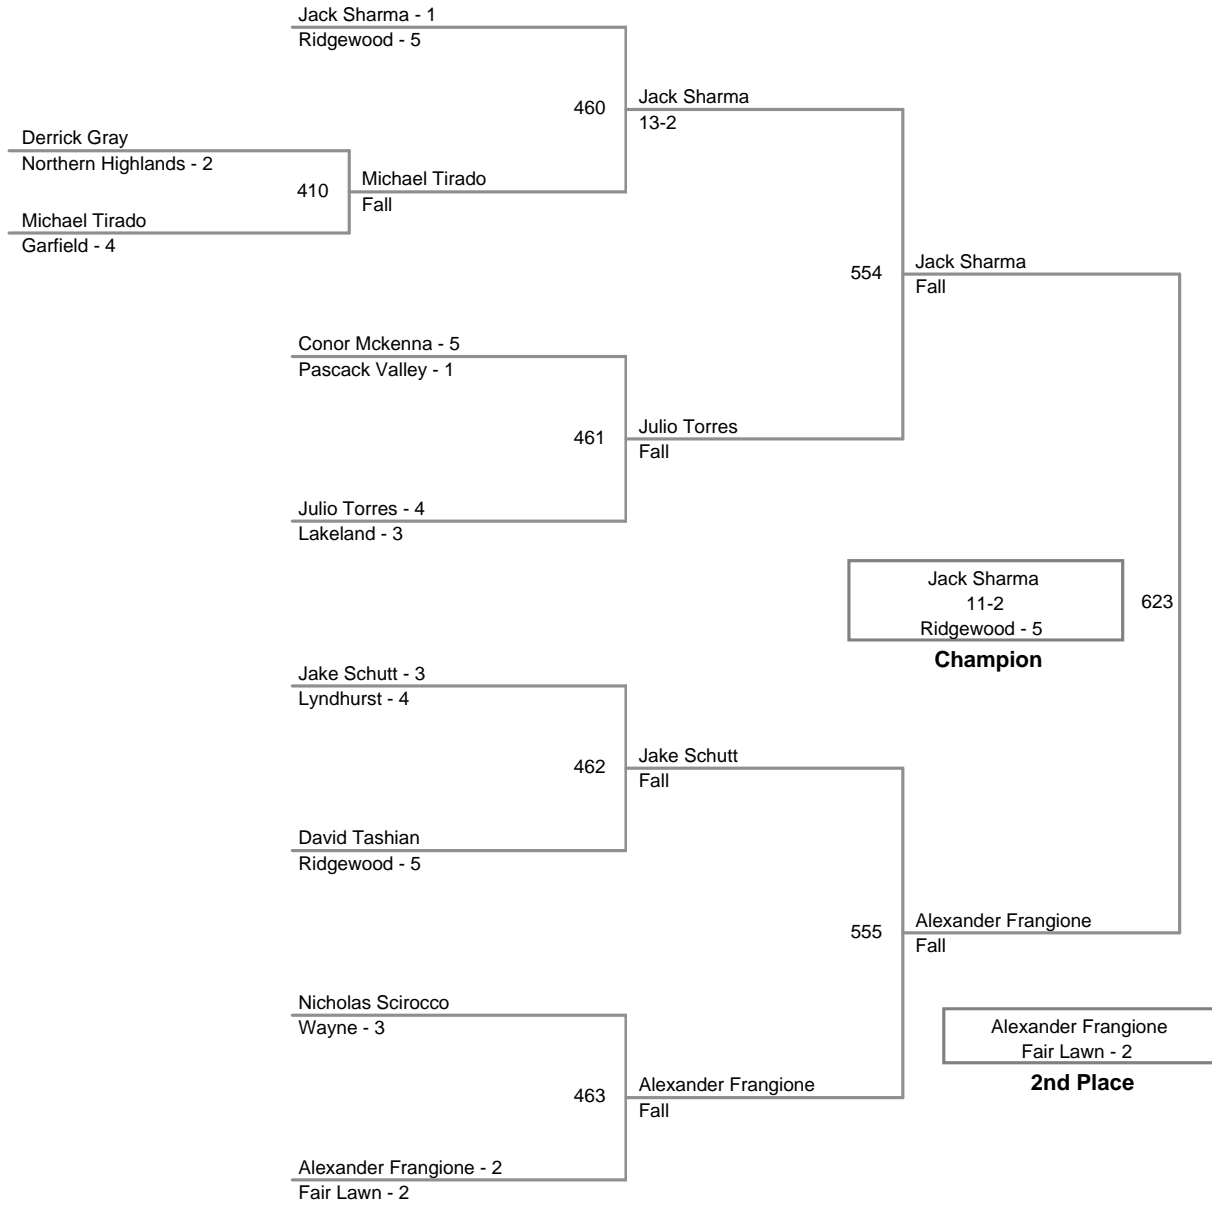 Jack Sharma - 1
Ridgewood - 5
460
Jack Sharma
13-2
Derrick Gray
Northern Highlands - 2
410
Michael Tirado
Fall
Michael Tirado
Garfield - 4
554
Jack Sharma
Fall
Conor Mckenna - 5
Pascack Valley - 1
461
Julio Torres
Fall
Julio Torres - 4
Lakeland - 3
Jack Sharma
11-2
Ridgewood - 5
Champion
623
Jake Schutt - 3
Lyndhurst - 4
462
Jake Schutt
Fall
David Tashian
Ridgewood - 5
555
Alexander Frangione
Fall
Nicholas Scirocco
Wayne - 3
Alexander Frangione
Fair Lawn - 2
2nd Place
463
Alexander Frangione
Fall
Alexander Frangione - 2
Fair Lawn - 2